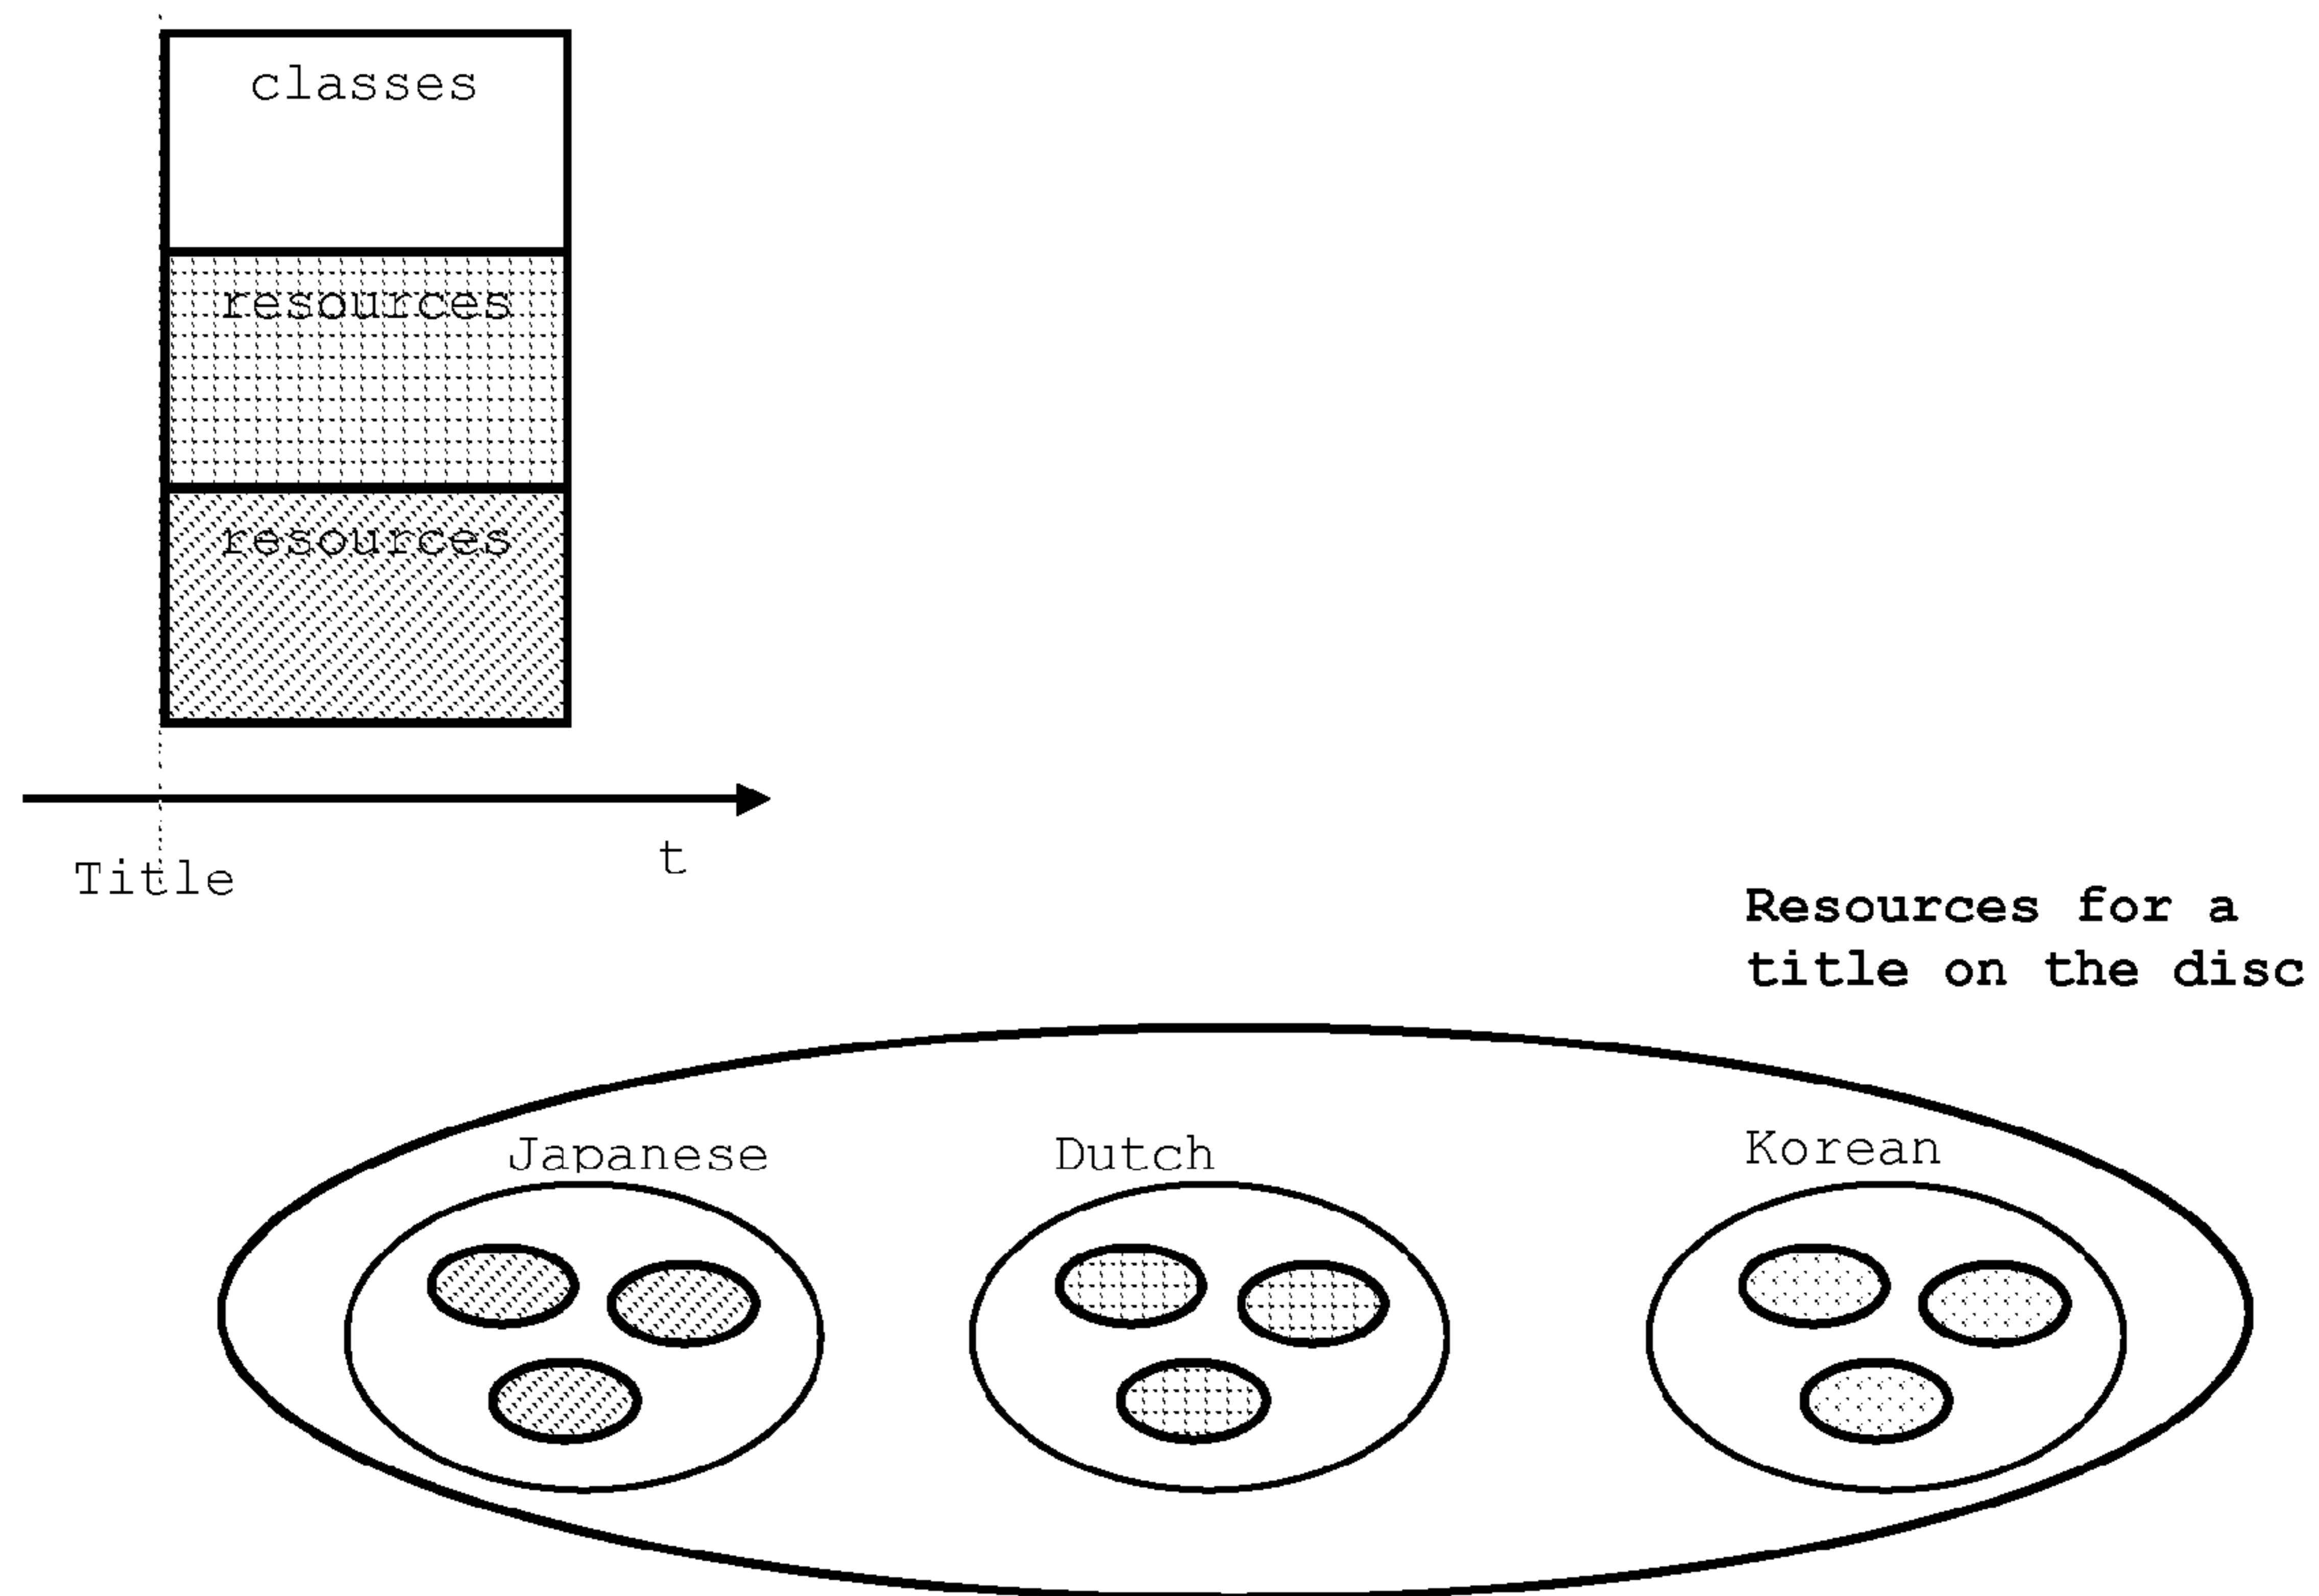 classes
resources
resources
t
Title
Resources for a
title on the disc
Japanese
Dutch
Korean